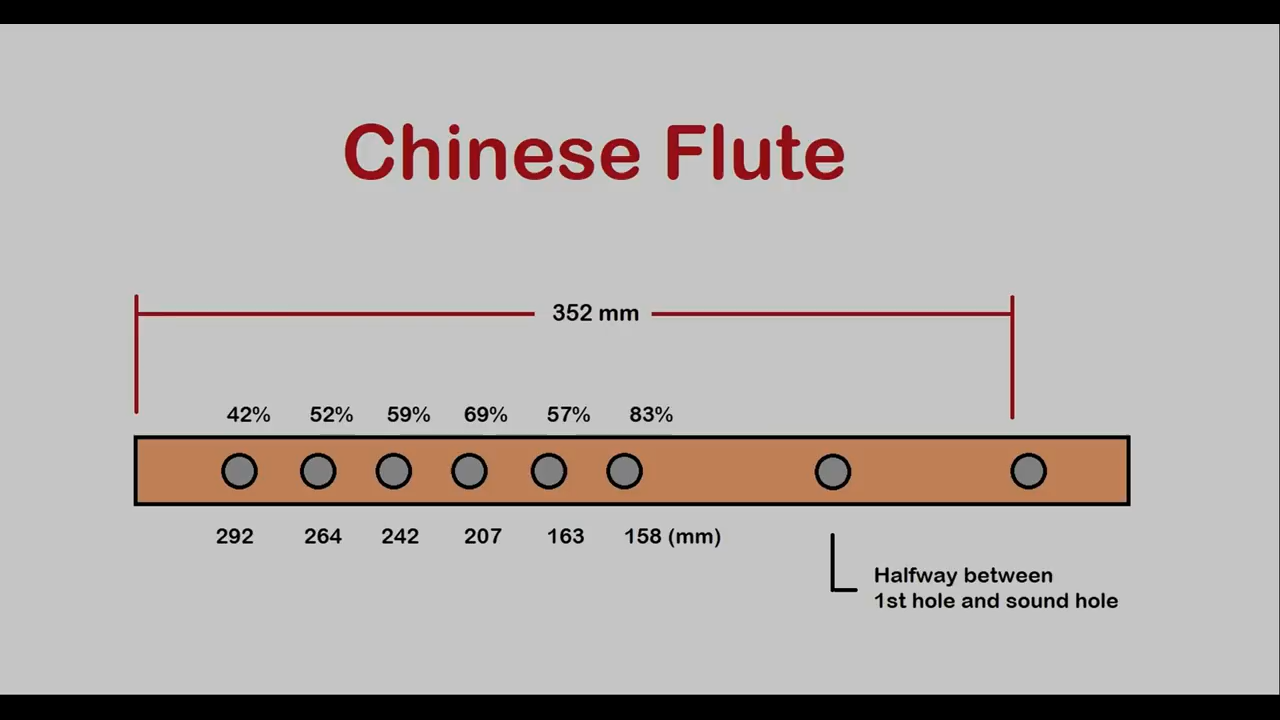 Chinese Flute
352 mm
42% 52% 59% 69% 57% 83%
292 264 242 207 163 158 (mm)
Halfway between
1st hole and sound hole